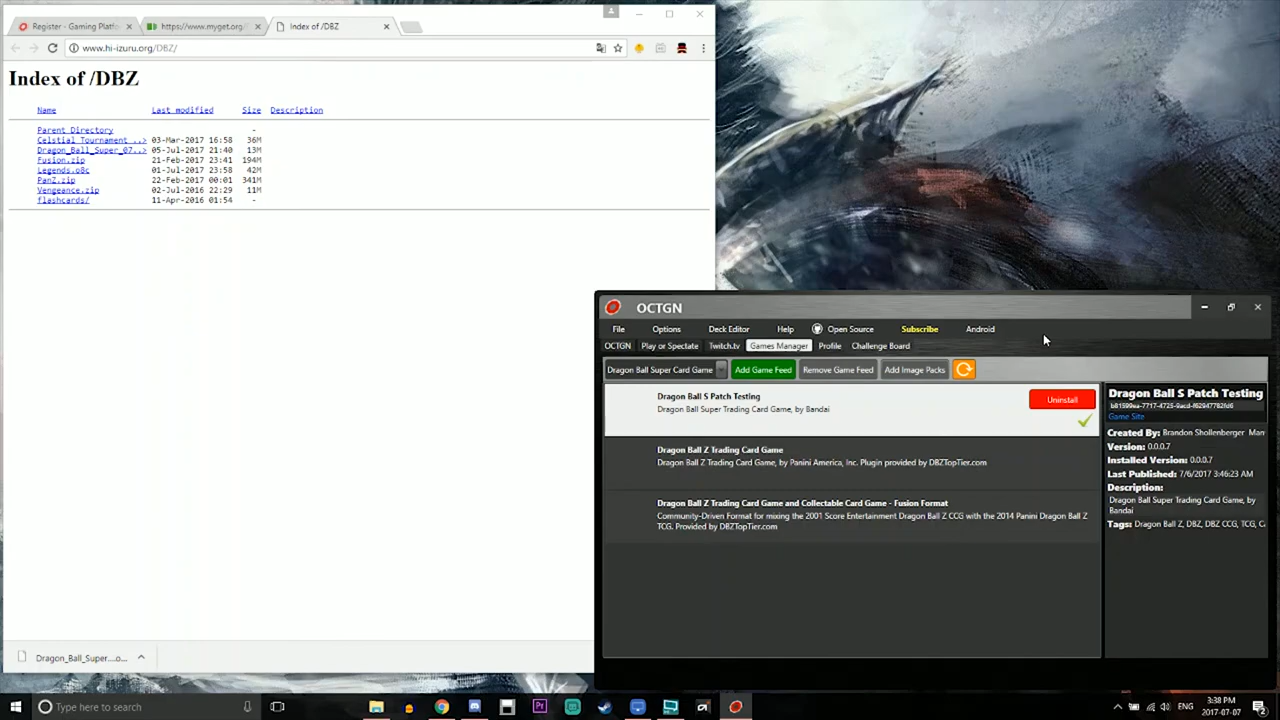 Register - Gaming Platfo
https://www.myget.org/
Index of /DBZ
www.hi-izuru.org/DBZ/
Index of /DBZ
Name Last modified Size Description
Parent Directory -
Celstial Tournament ..> 03-Mar-2017 16:58 36M
Dragon_Ball_Super_07..> 05-Jul-2017 21:40 13M
Fusion.zip 21-Feb-2017 23:41 194M
Legends.o8c 01-Jul-2017 23:58 42M
PanZ.zip 22-Feb-2017 00:01 341M
Vengeance.zip 02-Jul-2016 22:29 11M
flashcards/ 11-Apr-2016 01:54 -
OCTGN
File Options Deck Editor Help Open Source Subscribe Android
OCTGN Play or Spectate Twitch.tv Games Manager Profile Challenge Board
Dragon Ball Super Card Game Add Game Feed Remove Game Feed Add Image Packs
Dragon Ball S Patch Testing
Dragon Ball Super Trading Card Game, by Bandai
Uninstall
Dragon Ball Z Trading Card Game
Dragon Ball Z Trading Card Game, by Panini America, Inc. Plugin provided by DBZTopTier.com
Dragon Ball Z Trading Card Game and Collectable Card Game - Fusion Format
Community-Driven Format for mixing the 2001 Score Entertainment Dragon Ball Z CCG with the 2014 Panini Dragon Ball Z
TCG. Provided by DBZTopTier.com
Dragon Ball S Patch Testing
Game Site
Created By: Brandon Shollenberger Man
Version: 0.0.0.7
Installed Version: 0.0.0.7
Last Published: 7/6/2017 3:46:23 AM
Description:
Dragon Ball Super Trading Card Game, by
Bandai
Tags: Dragon Ball Z, DBZ, DBZ CCG, TCG, C
Dragon_Ball_Super....o...
Type here to search
ENG
3:38 PM
2017-07-07
2